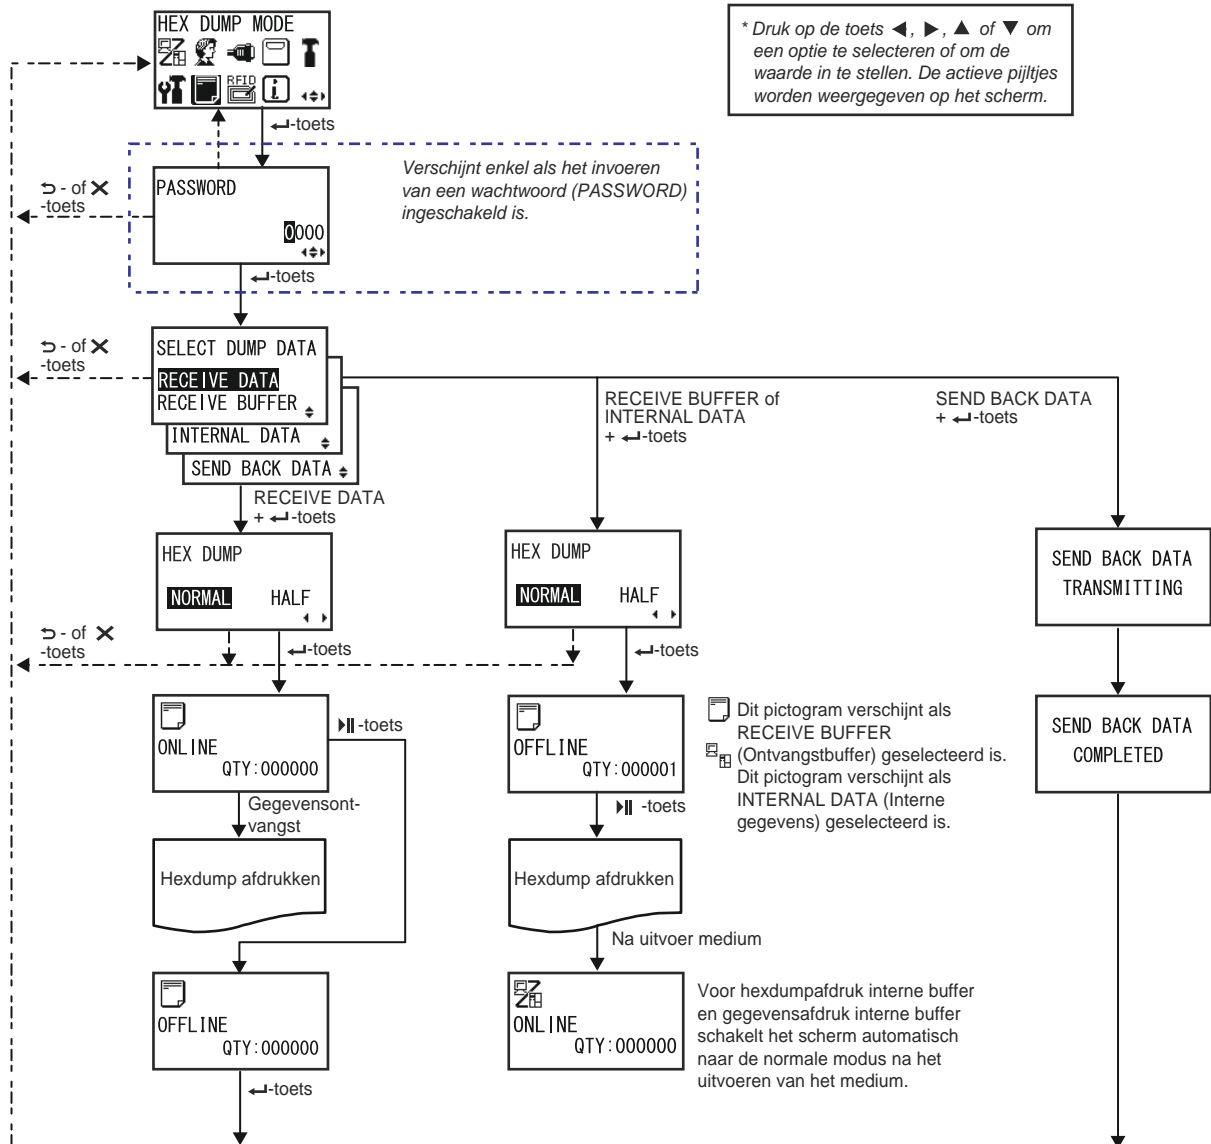 HEX DUMP MODE
RFID
-toets
* Druk op de toets ◀, ▶, ▲ of ▼ om
een optie te selecteren of om de
waarde in te stellen. De actieve pijltjes
worden weergegeven op het scherm.
PASSWORD
0000
Verschijnt enkel als het invoeren
van een wachtwoord (PASSWORD)
ingeschakeld is.
- of
-toets
-toets
SELECT DUMP DATA
RECEIVE DATA
RECEIVE BUFFER
INTERNAL DATA
SEND BACK DATA
- of
-toets
RECEIVE BUFFER of
INTERNAL DATA
+ ↵-toets
SEND BACK DATA
+ ↵-toets
RECEIVE DATA
+ ↵-toets
HEX DUMP
NORMAL HALF
HEX DUMP
NORMAL HALF
SEND BACK DATA
TRANSMITTING
- of
-toets
-toets
-toets
ONLINE
QTY:000000
-toets
OFFLINE
QTY:000001
Dit pictogram verschijnt als
RECEIVE BUFFER
(Ontvangstbuffer) geselecteerd is.
Dit pictogram verschijnt als
INTERNAL DATA (Interne
gegevens) geselecteerd is.
SEND BACK DATA
COMPLETED
Gegevensont-
vangst
-toets
Hexdump afdrukken
Hexdump afdrukken
Na uitvoer medium
OFFLINE
QTY:000000
ONLINE
QTY:000000
Voor hexdumpafdruk interne buffer
en gegevensafdruk interne buffer
schakelt het scherm automatisch
naar de normale modus na het
uitvoeren van het medium.
-toets